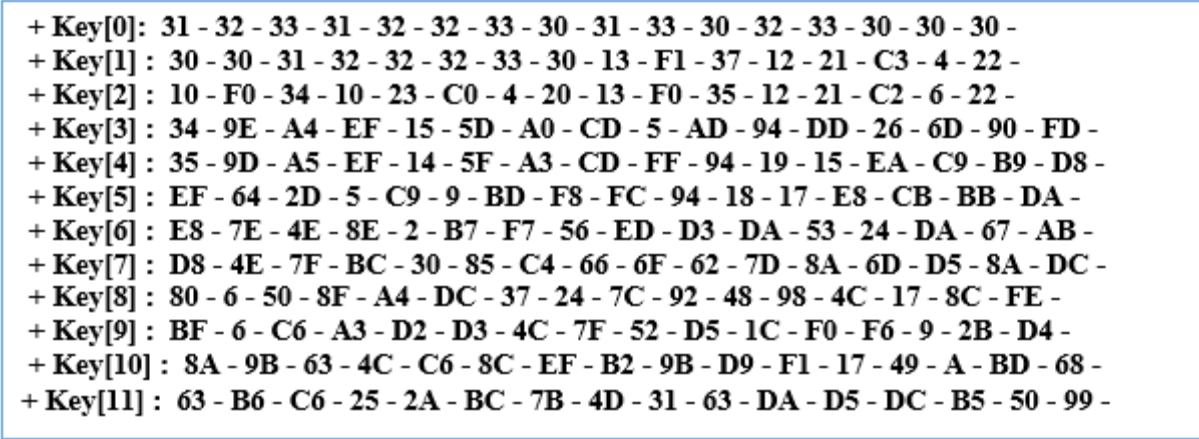 + Key[0]: 31 - 32 - 33 - 31 - 32 - 32 - 33 - 30 - 31 - 33 - 30 - 32 - 33 - 30 - 30 - 30 -
+ Key[1] : 30 - 30 - 31 - 32 - 32 - 32 - 33 - 30 - 13 - F1 - 37 - 12 - 21 - C3 - 4 - 22 -
+ Key[2] : 10 - F0 - 34 - 10 - 23 - C0 - 4 - 20 - 13 - F0 - 35 - 12 - 21 - C2 - 6 - 22 -
+ Key[3] : 34 - 9E - A4 - EF - 15 - 5D - A0 - CD - 5 - AD - 94 - DD - 26 - 6D - 90 - FD -
+ Key[4] : 35 - 9D - A5 - EF - 14 - 5F - A3 - CD - FF - 94 - 19 - 15 - EA - C9 - B9 - D8 -
+ Key[5] : EF - 64 - 2D - 5 - C9 - 9 - BD - F8 - FC - 94 - 18 - 17 - E8 - CB - BB - DA -
+ Key[6] : E8 - 7E - 4E - 8E - 2 - B7 - F7 - 56 - ED - D3 - DA - 53 - 24 - DA - 67 - AB -
+ Key[7] : D8 - 4E - 7F - BC - 30 - 85 - C4 - 66 - 6F - 62 - 7D - 8A - 6D - D5 - 8A - DC -
+ Key[8] : 80 - 6 - 50 - 8F - A4 - DC - 37 - 24 - 7C - 92 - 48 - 98 - 4C - 17 - 8C - FE -
+ Key[9] : BF - 6 - C6 - A3 - D2 - D3 - 4C - 7F - 52 - D5 - 1C - F0 - F6 - 9 - 2B - D4 -
+ Key[10] : 8A - 9B - 63 - 4C - C6 - 8C - EF - B2 - 9B - D9 - F1 - 17 - 49 - A - BD - 68 -
+ Key[11] : 63 - B6 - C6 - 25 - 2A - BC - 7B - 4D - 31 - 63 - DA - D5 - DC - B5 - 50 - 99 -